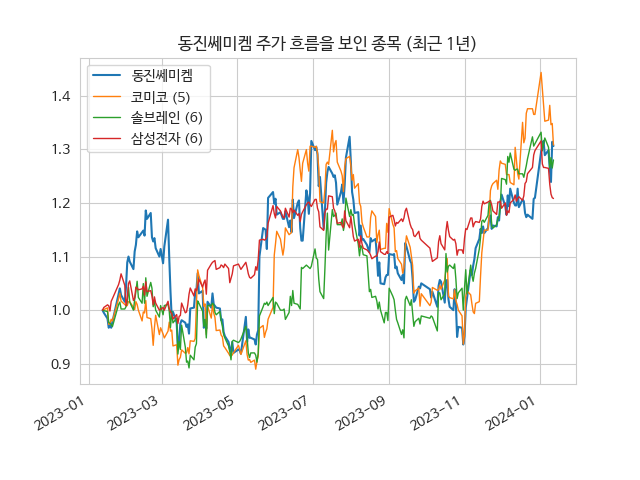 동진쎄미켐 주가 흐름을 보인 종목 (최근 1년)
동진쎄미켐
코미코 (5)
솔브레인 (6)
삼성전자 (6)
1.4
1.3
1.2
1.1
1.0
0.9
2023-01
2023-03
2023-05
2023-07
2023-09
2023-11
2024-01